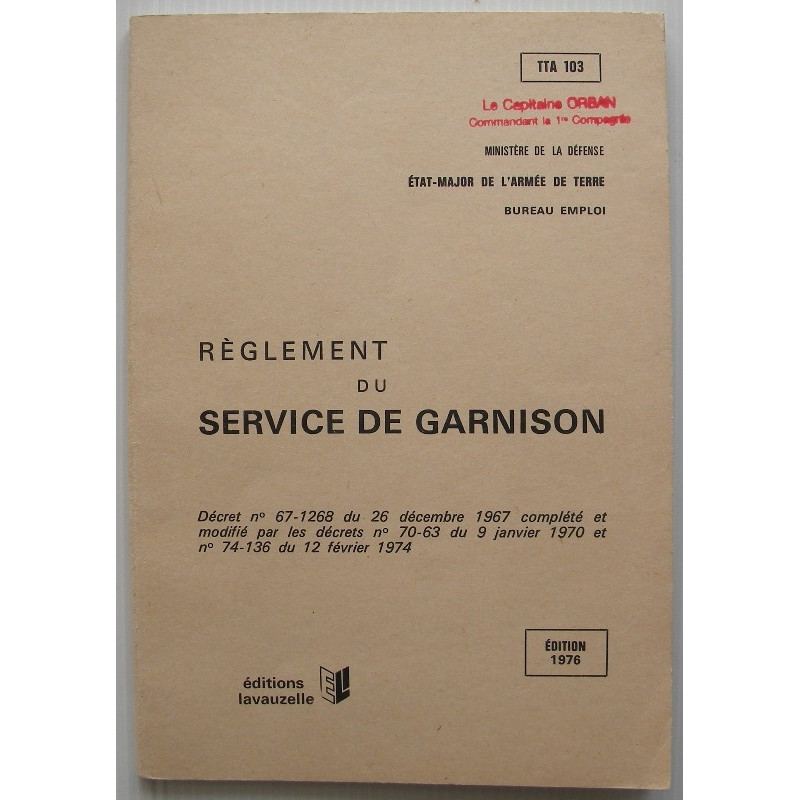 TTA 103
Le Capitaine ORBAN
Commandant la 1re Compagnie
MINISTÈRE DE LA DÉFENSE
ÉTAT-MAJOR DE L'ARMÉE DE TERRE
BUREAU EMPLOI
RÈGLEMENT
DU
SERVICE DE GARNISON
Décret no 67-1268 du 26 décembre 1967 complété et
modifié par les décrets no 70-63 du 9 janvier 1970 et
no 74-136 du 12 février 1974
ÉDITION
1976
éditions
lavauzelle